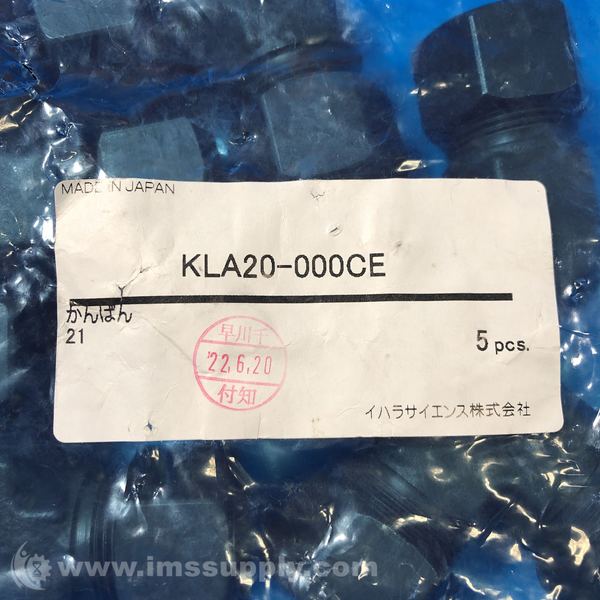 MADE IN JAPAN
KLA20-000CE
かんばん
21
5 pcs.
早川千
'22.6.20
付知
イハラサイエンス株式会社
www.imssupply.com